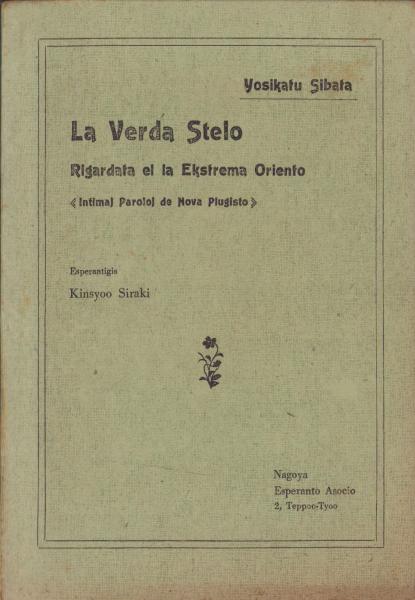 Yosikatu Sibata
La Verda Stelo
Rigardata el la Ekstrema Oriento
《Intimaj Paroloj de Nova Plugisto》
Esperantigis
Kinsyoo Siraki
Nagoya
Esperanto Asocio
2, Teppoo-Tyoo